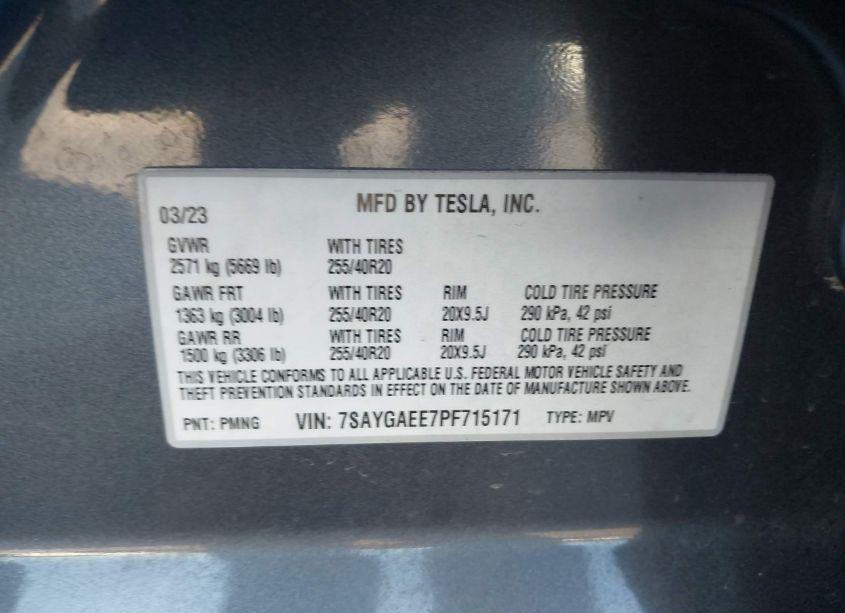 03/23 MFD BY TESLA, INC.
GVWR WITH TIRES
2571 kg (5669 lb) 255/40R20
GAWR FRT WITH TIRES RIM COLD TIRE PRESSURE
1363 kg (3004 lb) 255/40R20 20X9.5J 290 kPa, 42 psi
GAWR RR WITH TIRES RIM COLD TIRE PRESSURE
1500 kg (3306 lb) 255/40R20 20X9.5J 290 kPa, 42 psi
THIS VEHICLE CONFORMS TO ALL APPLICABLE U.S. FEDERAL MOTOR VEHICLE SAFETY AND
THEFT PREVENTION STANDARDS IN EFFECT ON THE DATE OF MANUFACTURE SHOWN ABOVE.
PNT: PMNG VIN: 7SAYGAEE7PF715171 TYPE: MPV